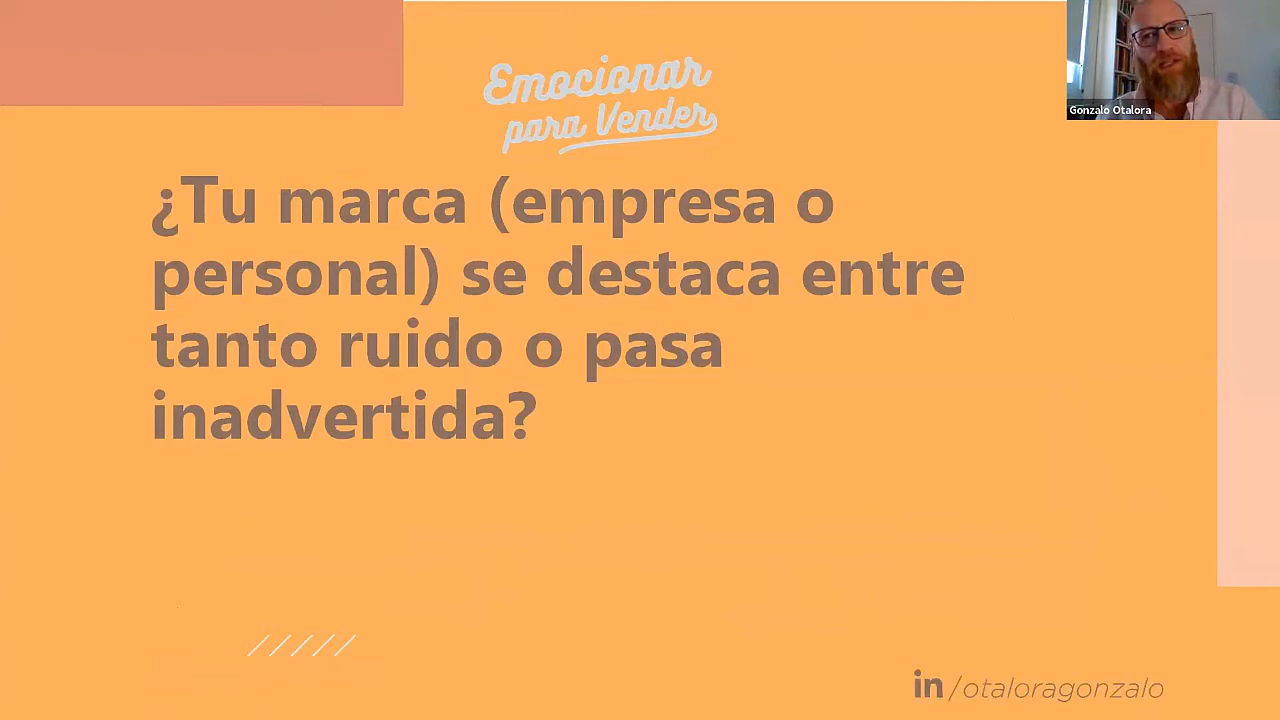 Emocionar
para Vender
Gonzalo Otalora
¿Tu marca (empresa o
personal) se destaca entre
tanto ruido o pasa
inadvertida?
in/otaloragonzalo